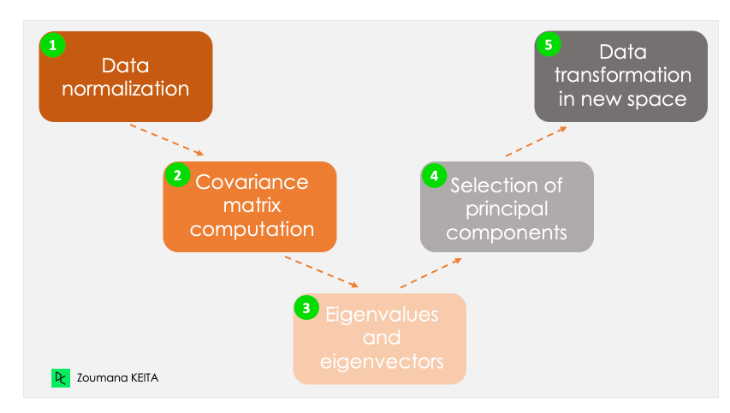 1
Data
normalization
2
Covariance
matrix
computation
3
Eigenvalues
and
eigenvectors
4
Selection of
principal
components
5
Data
transformation
in new space
Zoumana KEITA